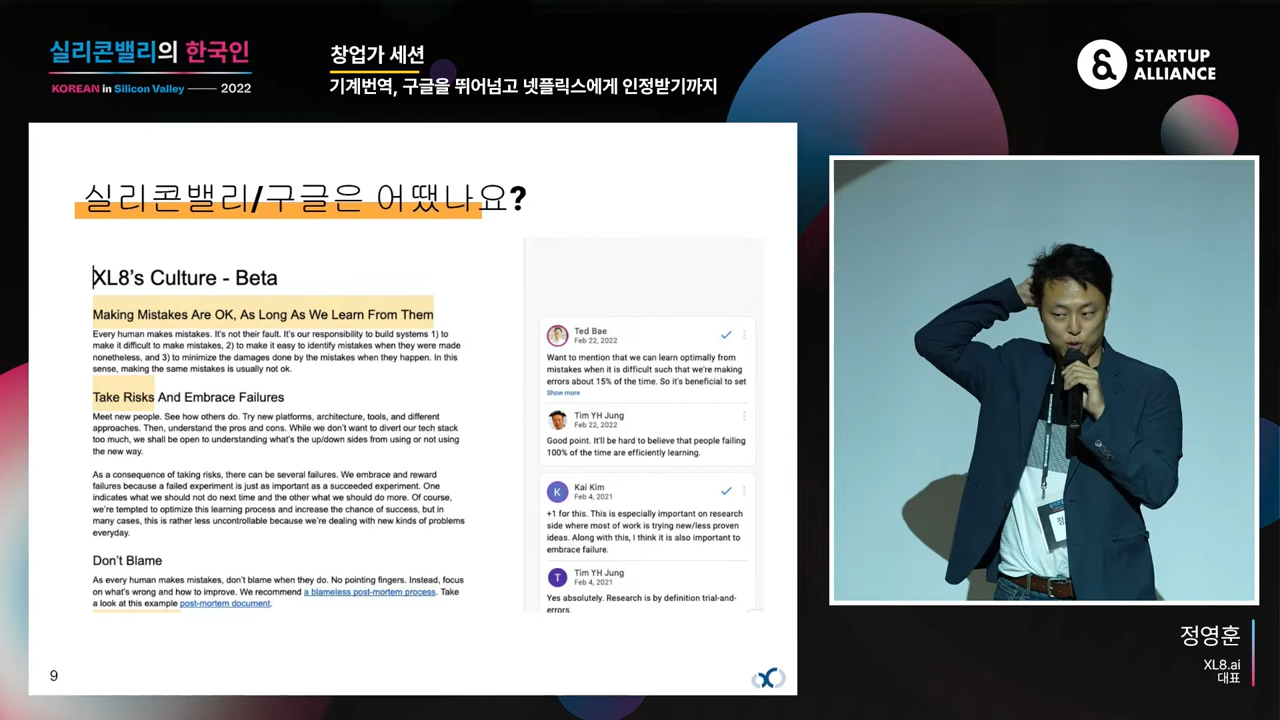 실리콘밸리의 한국인
KOREAN in Silicon Valley 2022
창업가 세션
기계번역, 구글을 뛰어넘고 넷플릭스에게 인정받기까지
STARTUP
ALLIANCE
실리콘밸리/구글은 어땠나요?
XL8's Culture - Beta
Making Mistakes Are OK, As Long As We Learn From Them
Every human makes mistakes. It's not their fault. It's our responsibility to build systems 1) to
make it difficult to make mistakes, 2) to make it easy to identify mistakes when they were made
nonetheless, and 3) to minimize the damages done by the mistakes when they happen. In this
sense, making the same mistakes is usually not ok.
Take Risks And Embrace Failures
Meet new people. See how others do. Try new platforms, architecture, tools, and different
approaches. Then, understand the pros and cons. While we don't want to divert our tech stack
too much, we shall be open to understanding what's the up/down sides from using or not using
the new way.
As a consequence of taking risks, there can be several failures. We embrace and reward
failures because a failed experiment is just as important as a succeeded experiment. One
indicates what we should not do next time and the other what we should do more. Of course,
we're tempted to optimize this learning process and increase the chance of success, but in
many cases, this is rather less uncontrollable because we're dealing with new kinds of problems
everyday.
Don't Blame
As every human makes mistakes, don't blame when they do. No pointing fingers. Instead, focus
on what's wrong and how to improve. We recommend a blameless post-mortem process. Take
a look at this example post-mortem document.
Ted Bae
Feb 22, 2022
Want to mention that we can learn optimally from
mistakes when it is difficult such that we're making
errors about 15% of the time. So it's beneficial to set
Show more
Tim YH Jung
Feb 22, 2022
Good point. It'll be hard to believe that people failing
100% of the time are efficiently learning.
K
Kai Kim
Feb 4, 2021
+1 for this. This is especially important on research
side where most of work is trying new/less proven
ideas. Along with this, I think it is also important to
embrace failure.
T
Tim YH Jung
Feb 4, 2021
Yes absolutely. Research is by definition trial-and-
errors.
9
정영훈
XL8.ai
대표